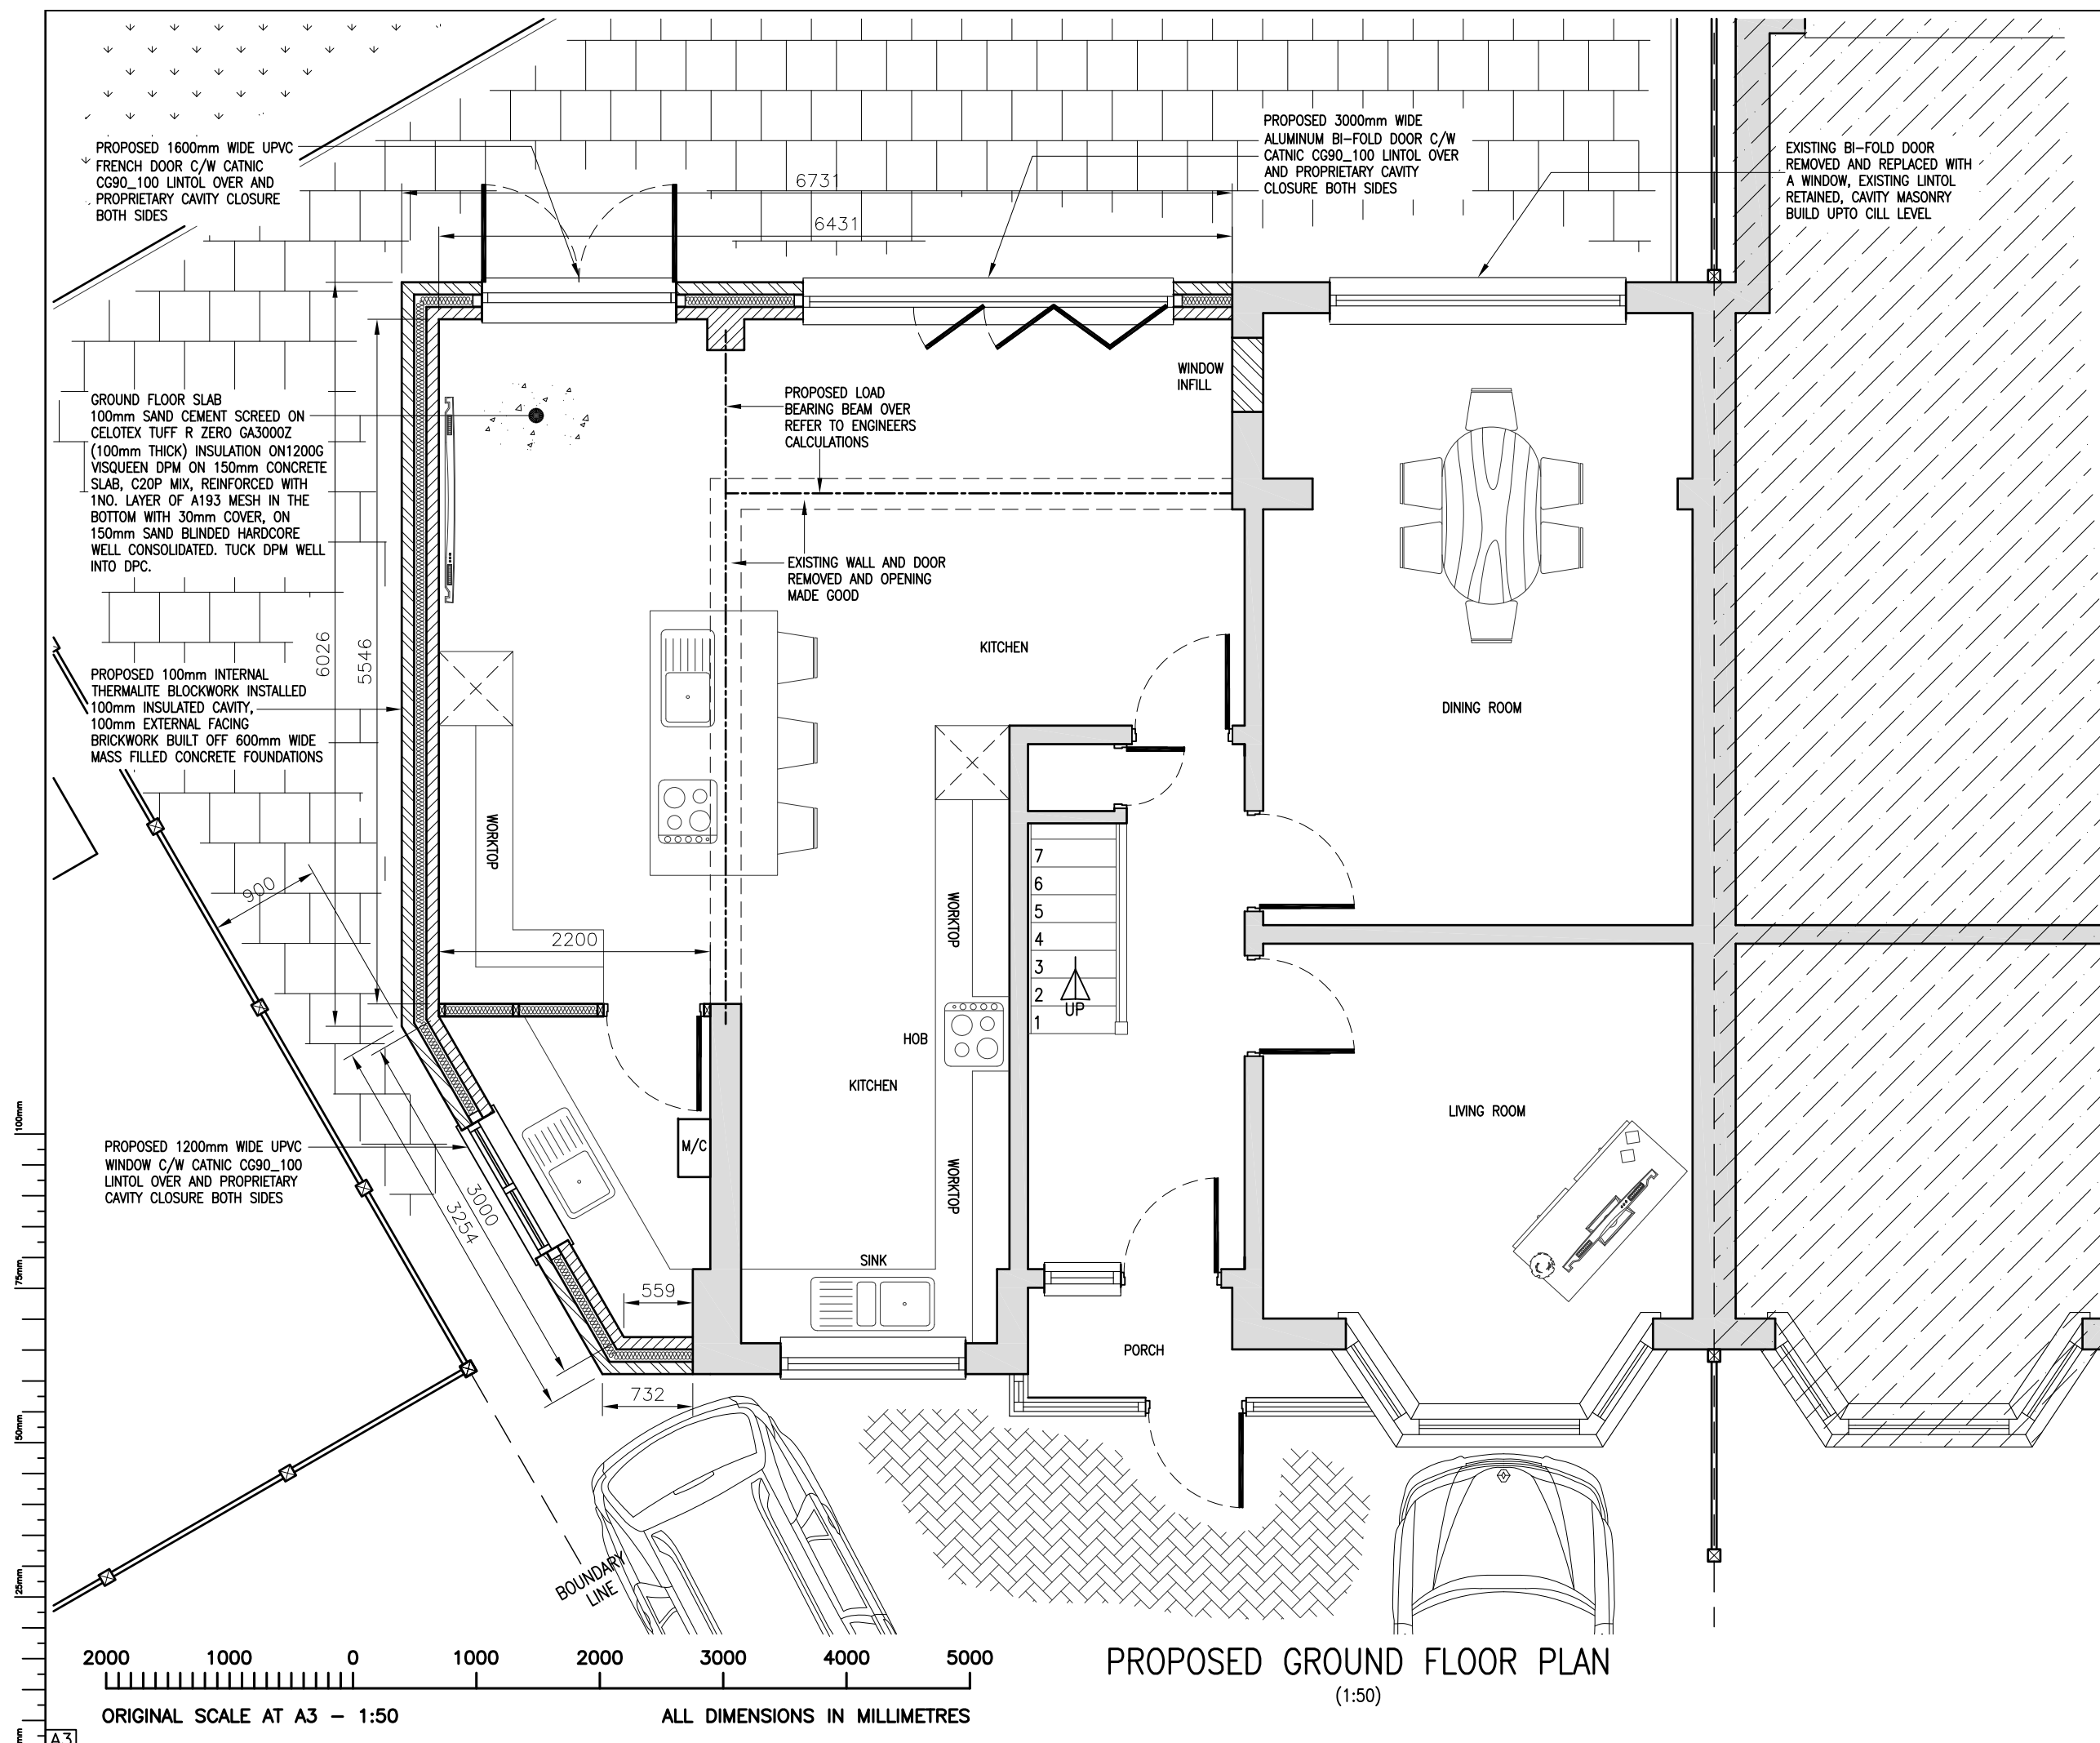 PROPOSED 1600mm WIDE UPVC
FRENCH DOOR C/W CATNIC
CG90_100 LINTOL OVER AND
PROPRIETARY CAVITY CLOSURE
BOTH SIDES
6731
6431
PROPOSED 3000mm WIDE
ALUMINUM BI-FOLD DOOR C/W
CATNIC CG90_100 LINTOL OVER
AND PROPRIETARY CAVITY
CLOSURE BOTH SIDES
EXISTING BI-FOLD DOOR
REMOVED AND REPLACED WITH
A WINDOW, EXISTING LINTOL
RETAINED, CAVITY MASONRY
BUILD UPTO CILL LEVEL
WINDOW
INFILL
PROPOSED LOAD
BEARING BEAM OVER
REFER TO ENGINEERS
CALCULATIONS
GROUND FLOOR SLAB
100mm SAND CEMENT SCREED ON
CELOTEX TUFF R ZERO GA3000Z
(100mm THICK) INSULATION ON1200G
VISQUEEN DPM ON 150mm CONCRETE
SLAB, C20P MIX, REINFORCED WITH
1NO. LAYER OF A193 MESH IN THE
BOTTOM WITH 30mm COVER, ON
150mm SAND BLINDED HARDCORE
WELL CONSOLIDATED. TUCK DPM WELL
INTO DPC.
EXISTING WALL AND DOOR
REMOVED AND OPENING
MADE GOOD
6026
5546
KITCHEN
DINING ROOM
PROPOSED 100mm INTERNAL
THERMALITE BLOCKWORK INSTALLED
100mm INSULATED CAVITY,
100mm EXTERNAL FACING
BRICKWORK BUILT OFF 600mm WIDE
MASS FILLED CONCRETE FOUNDATIONS
WORKTOP
900
2200
WORKTOP
7
6
5
4
3
2
1
UP
HOB
KITCHEN
LIVING ROOM
M/C
PROPOSED 1200mm WIDE UPVC
WINDOW C/W CATNIC CG90_100
LINTOL OVER AND PROPRIETARY
CAVITY CLOSURE BOTH SIDES
3000
3254
WORKTOP
SINK
559
732
PORCH
BOUNDARY
LINE
100mm
75mm
50mm
25mm
2000 1000 0 1000 2000 3000 4000 5000
ORIGINAL SCALE AT A3 - 1:50
ALL DIMENSIONS IN MILLIMETRES
PROPOSED GROUND FLOOR PLAN
(1:50)
A3